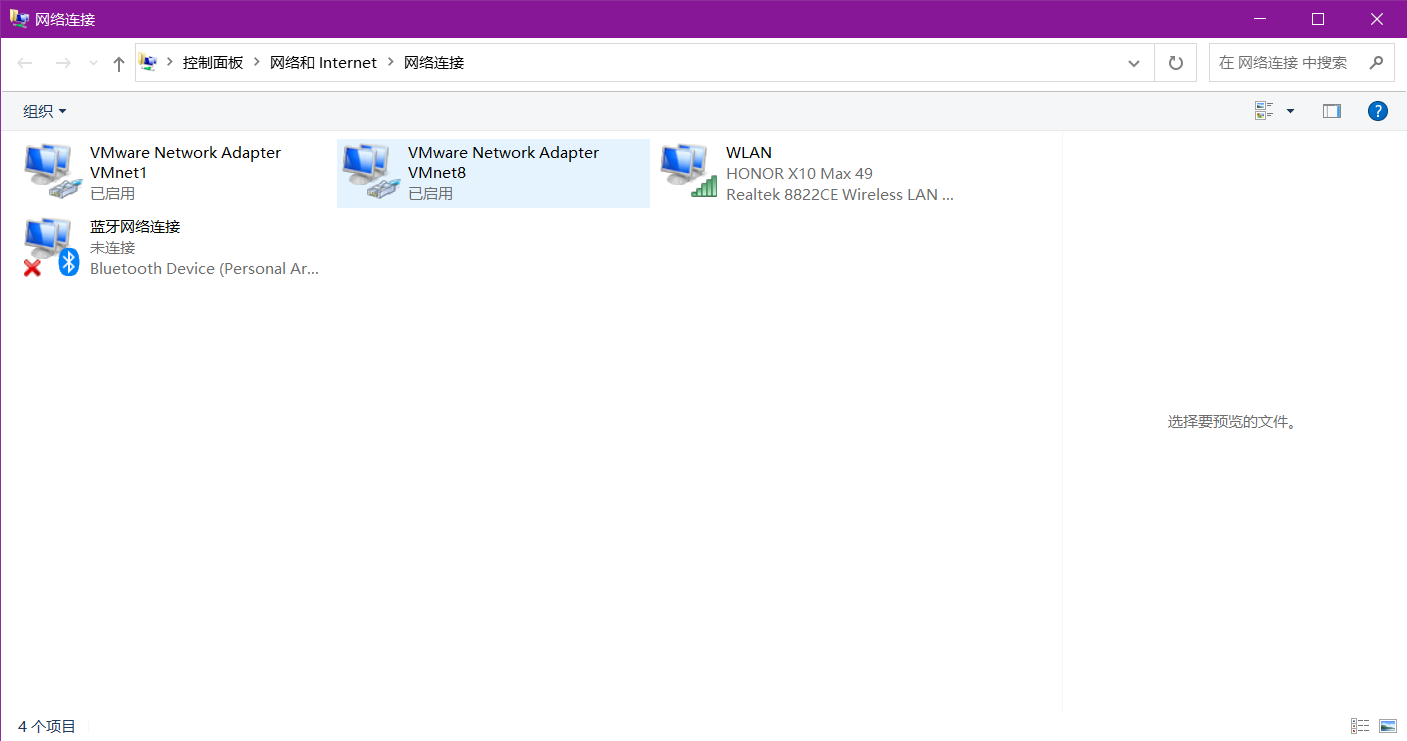 网络连接
控制面板 网络和 Internet 网络连接
在 网络连接 中搜索
组织
VMware Network Adapter
VMnet1
已启用
VMware Network Adapter
VMnet8
已启用
WLAN
HONOR X10 Max 49
Realtek 8822CE Wireless LAN ...
蓝牙网络连接
未连接
Bluetooth Device (Personal Ar...
选择要预览的文件。
4 个项目